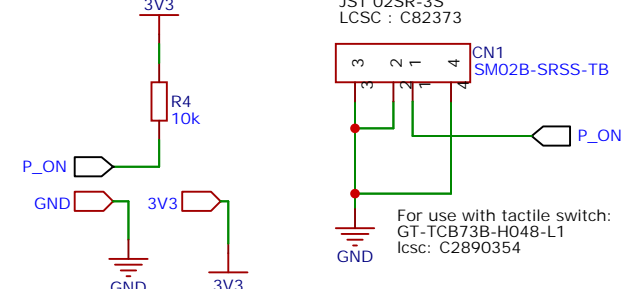 3V3
R4
10k
P_ON
GND
3V3
GND
3V3
JST 02SR-3S
LCSC : C82373
CN1
SM02B-SRSS-TB
3 2 1 4
3 2 1 4
P_ON
GND
For use with tactile switch:
GT-TCB73B-H048-L1
lcsc: C2890354